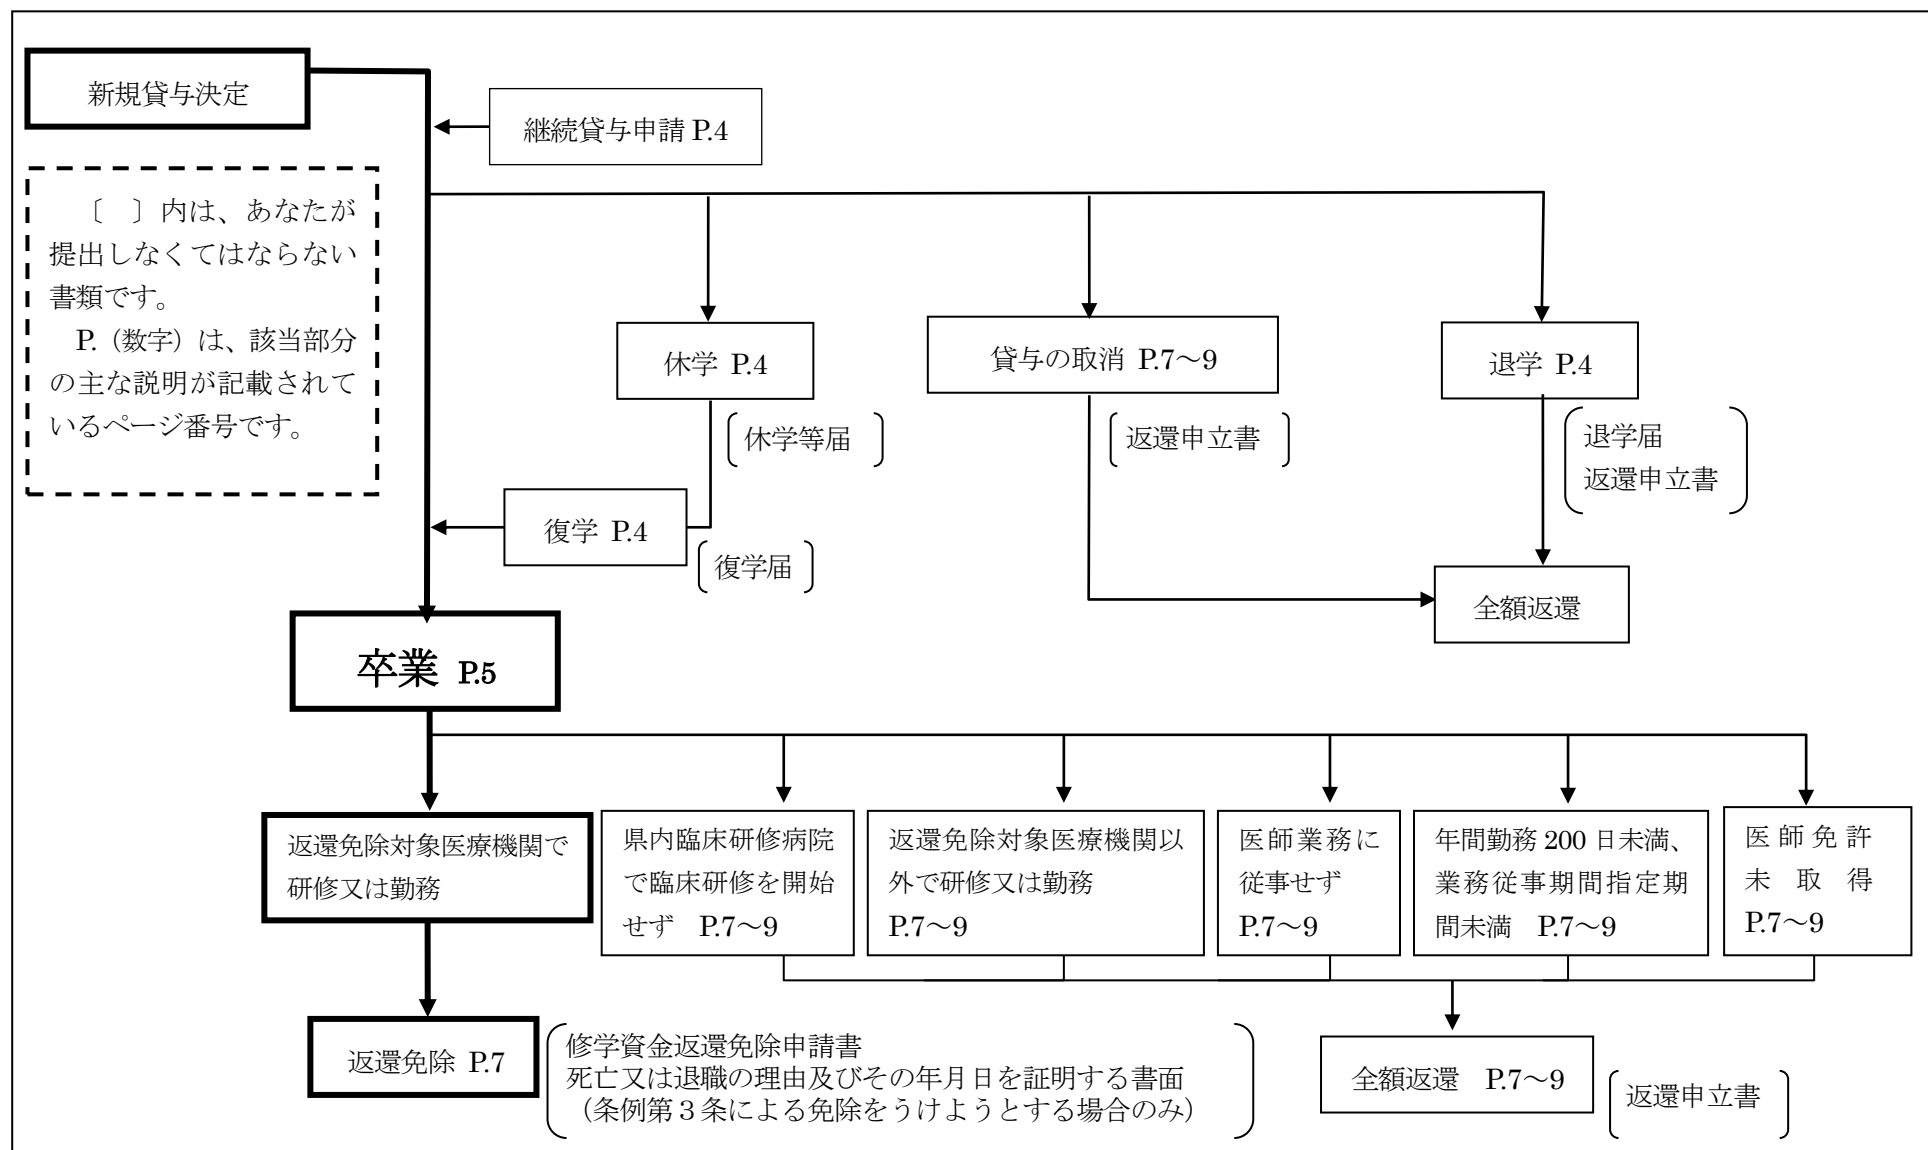 新規貸与決定
継続貸与申請 P.4
〔　〕内は、あなたが
提出しなくてはならない
書類です。
P.（数字）は、該当部分
の主な説明が記載されて
いるページ番号です。
休学 P.4
貸与の取消 P.7～9
退学 P.4
休学等届
返還申立書
退学届
返還申立書
復学 P.4
復学届
全額返還
卒業 P.5
返還免除対象医療機関で
研修又は勤務
県内臨床研修病院
で臨床研修を開始
せず　P.7～9
返還免除対象医療機関以
外で研修又は勤務
P.7～9
医師業務に
従事せず
P.7～9
年間勤務 200 日未満、
業務従事期間指定期
間未満　P.7～9
医師免許
未取得
P.7～9
返還免除 P.7
修学資金返還免除申請書
死亡又は退職の理由及びその年月日を証明する書面
（条例第３条による免除をうけようとする場合のみ）
全額返還　P.7～9
返還申立書